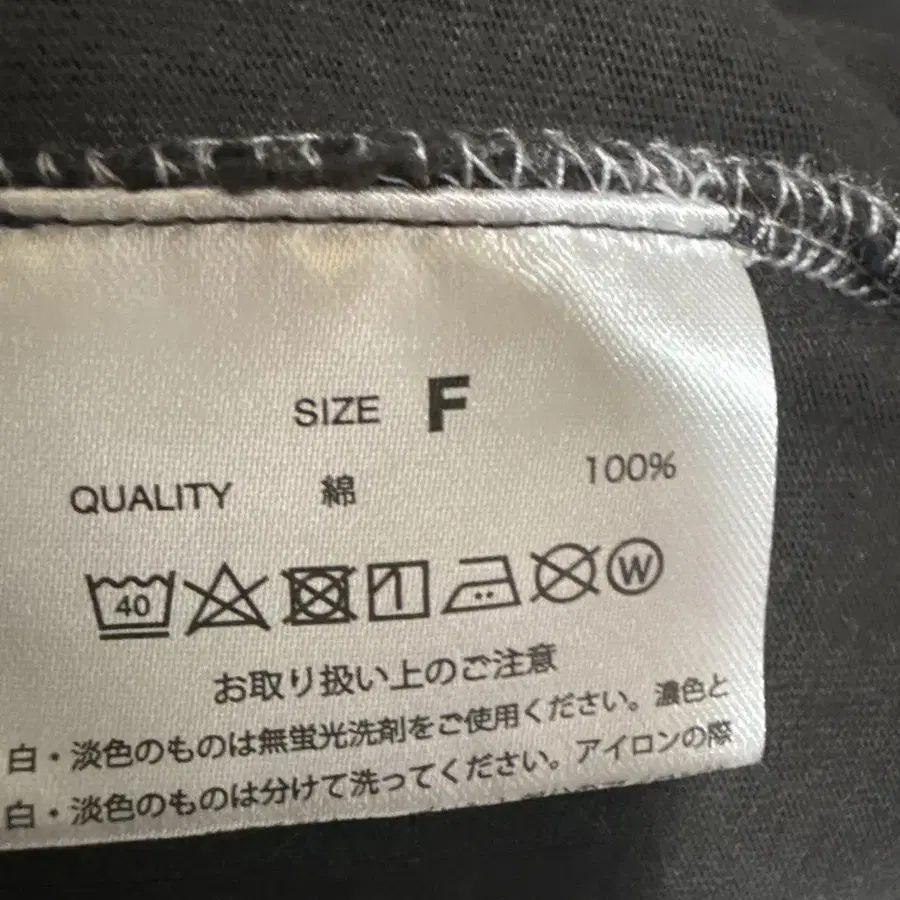 SIZE F
QUALITY 綿 100%
40 W
お取り扱い上のご注意
白・淡色のものは無蛍光洗剤をご使用ください。濃色と
白・淡色のものは分けて洗ってください。アイロンの際